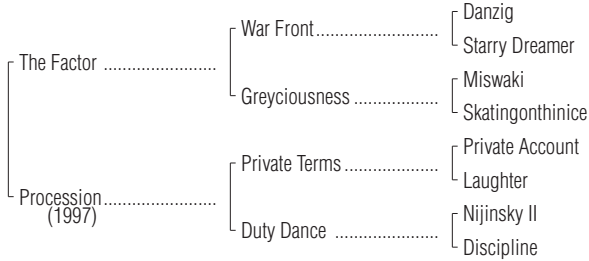 Danzig
War Front
Starry Dreamer
The Factor
Miswaki
Greyciousness
Skatingonthinice
Private Account
Private Terms
Laughter
Procession
(1997)
Nijinsky II
Duty Dance
Discipline